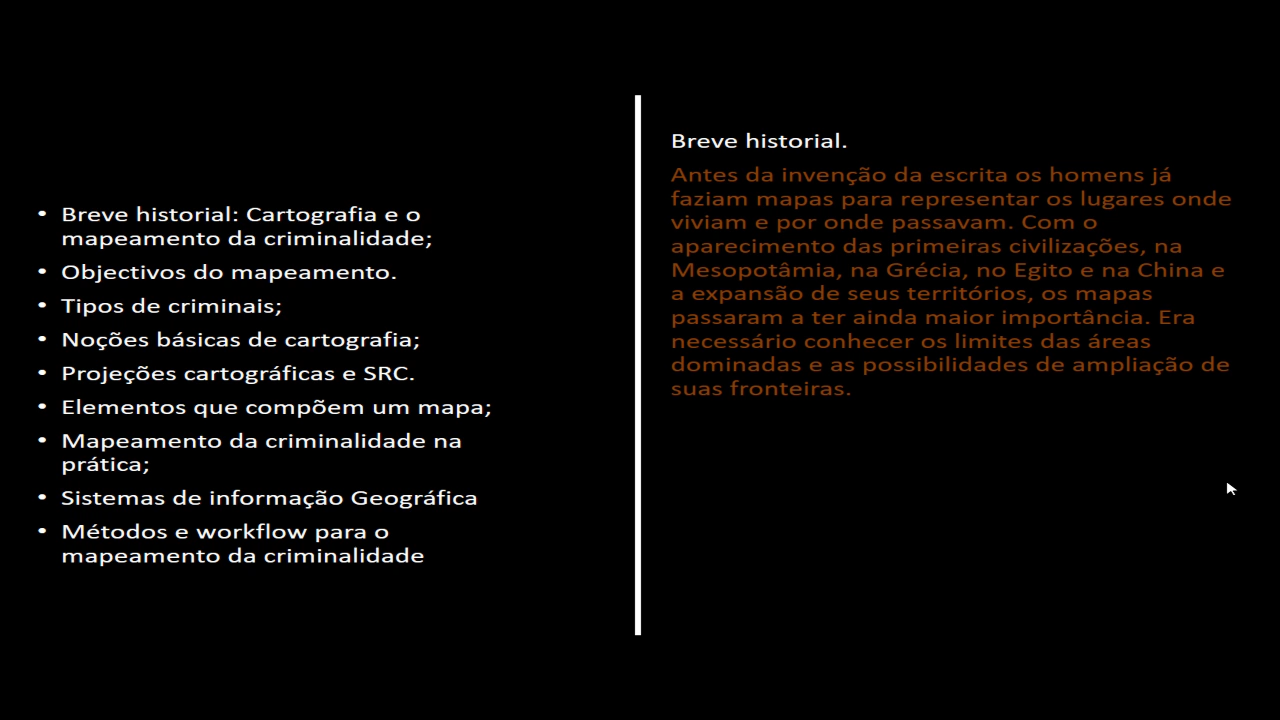 • Breve historial: Cartografia e o
mapeamento da criminalidade;
• Objectivos do mapeamento.
• Tipos de criminais;
• Noções básicas de cartografia;
• Projeções cartográficas e SRC.
• Elementos que compõem um mapa;
• Mapeamento da criminalidade na
prática;
• Sistemas de informação Geográfica
• Métodos e workflow para o
mapeamento da criminalidade
Breve historial.
Antes da invenção da escrita os homens já
faziam mapas para representar os lugares onde
viviam e por onde passavam. Com o
aparecimento das primeiras civilizações, na
Mesopotâmia, na Grécia, no Egito e na China e
a expansão de seus territórios, os mapas
passaram a ter ainda maior importância. Era
necessário conhecer os limites das áreas
dominadas e as possibilidades de ampliação de
suas fronteiras.